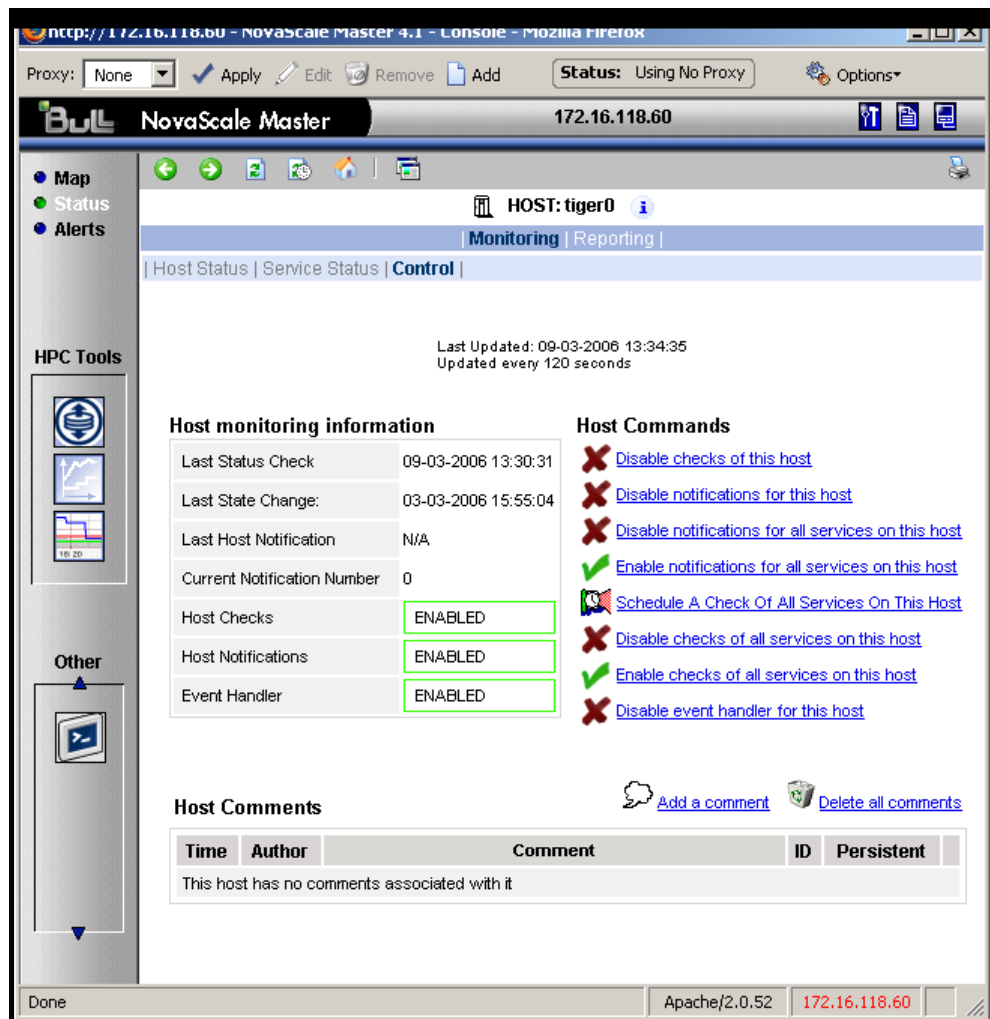 http://172.16.118.60 - NovaScale Master 4.1 - Console - Mozilla Firefox
Proxy: None Apply Edit Remove Add Status: Using No Proxy Options
Bull NovaScale Master 172.16.118.60
Map
Status
Alerts
HOST: tiger0
| Monitoring | Reporting |
| Host Status | Service Status | Control |
Last Updated: 09-03-2006 13:34:35
Updated every 120 seconds
HPC Tools
18 20
Other
Host monitoring information
Last Status Check 09-03-2006 13:30:31
Last State Change: 03-03-2006 15:55:04
Last Host Notification N/A
Current Notification Number 0
Host Checks ENABLED
Host Notifications ENABLED
Event Handler ENABLED
Host Commands
Disable checks of this host
Disable notifications for this host
Disable notifications for all services on this host
Enable notifications for all services on this host
Schedule A Check Of All Services On This Host
Disable checks of all services on this host
Enable checks of all services on this host
Disable event handler for this host
Host Comments
Add a comment Delete all comments
Time Author Comment ID Persistent
This host has no comments associated with it
Done Apache/2.0.52 172.16.118.60